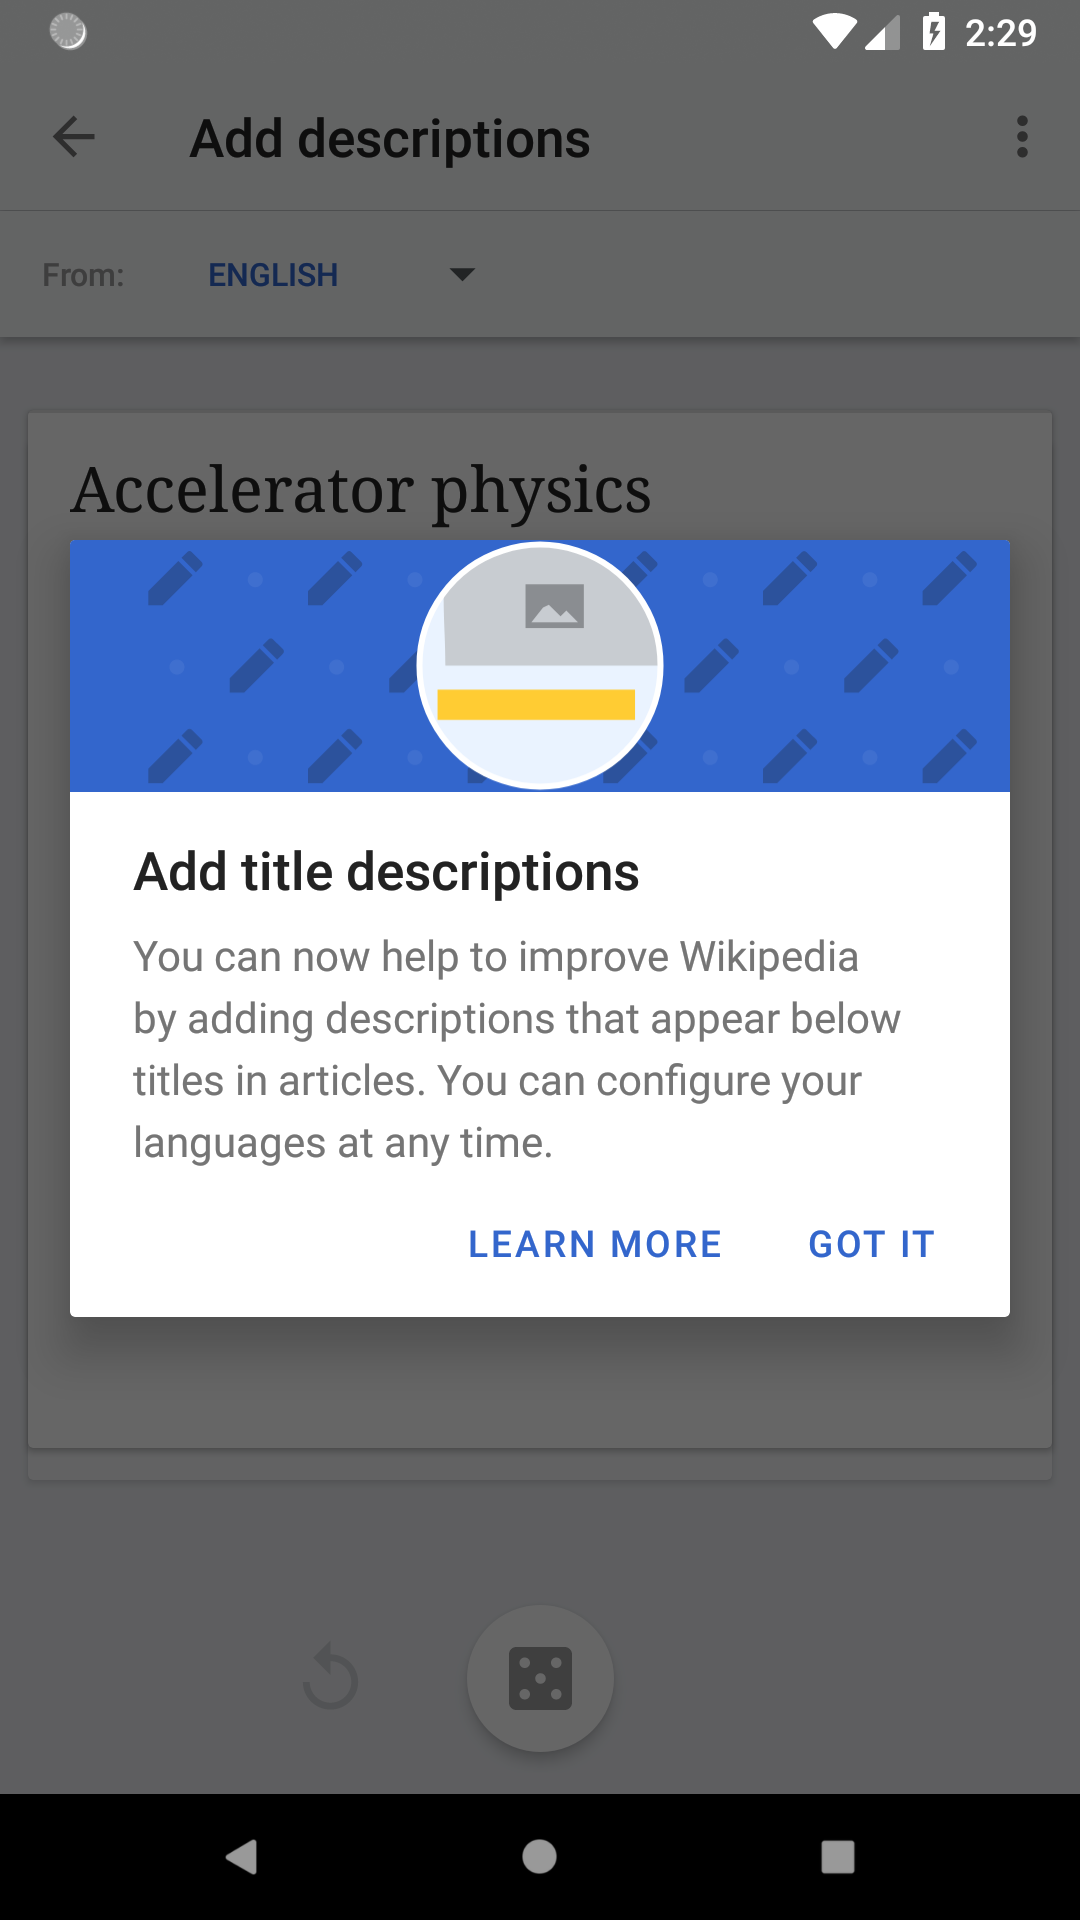 2:29
Add descriptions
From: ENGLISH
Accelerator physics
Add title descriptions
You can now help to improve Wikipedia
by adding descriptions that appear below
titles in articles. You can configure your
languages at any time.
LEARN MORE GOT IT